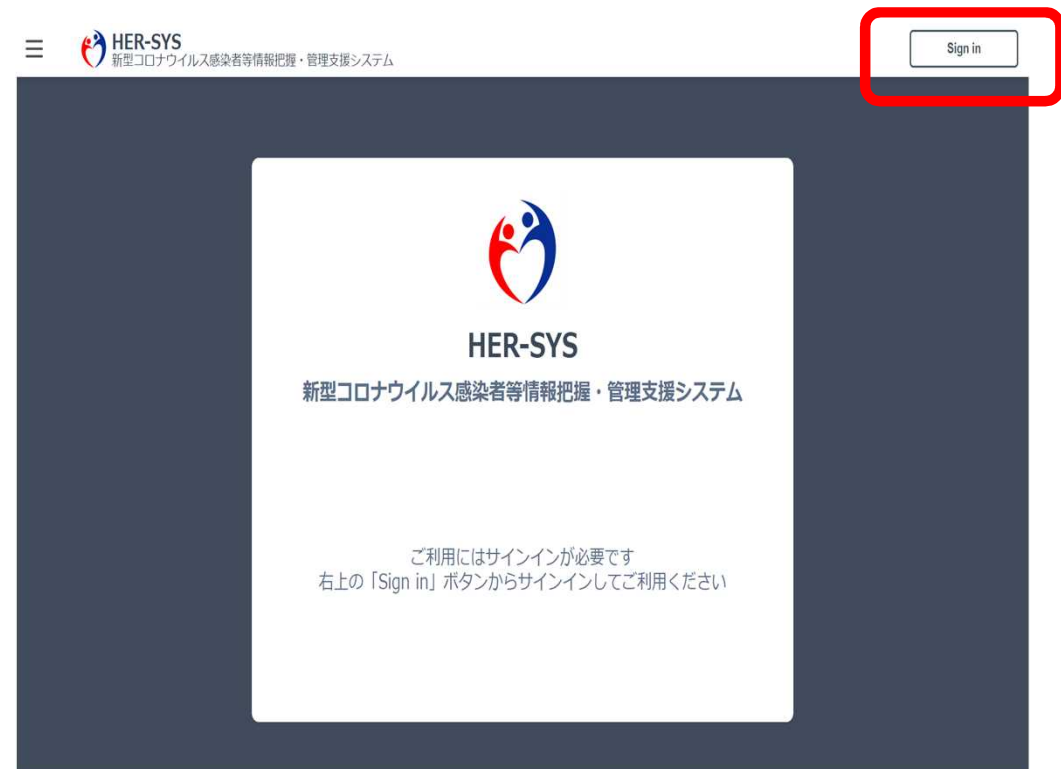 HER-SYS
新型コロナウイルス感染者等情報把握・管理支援システム
Sign in
HER-SYS
新型コロナウイルス感染者等情報把握・管理支援システム
ご利用にはサインインが必要です
右上の「Sign in」ボタンからサインインしてご利用ください